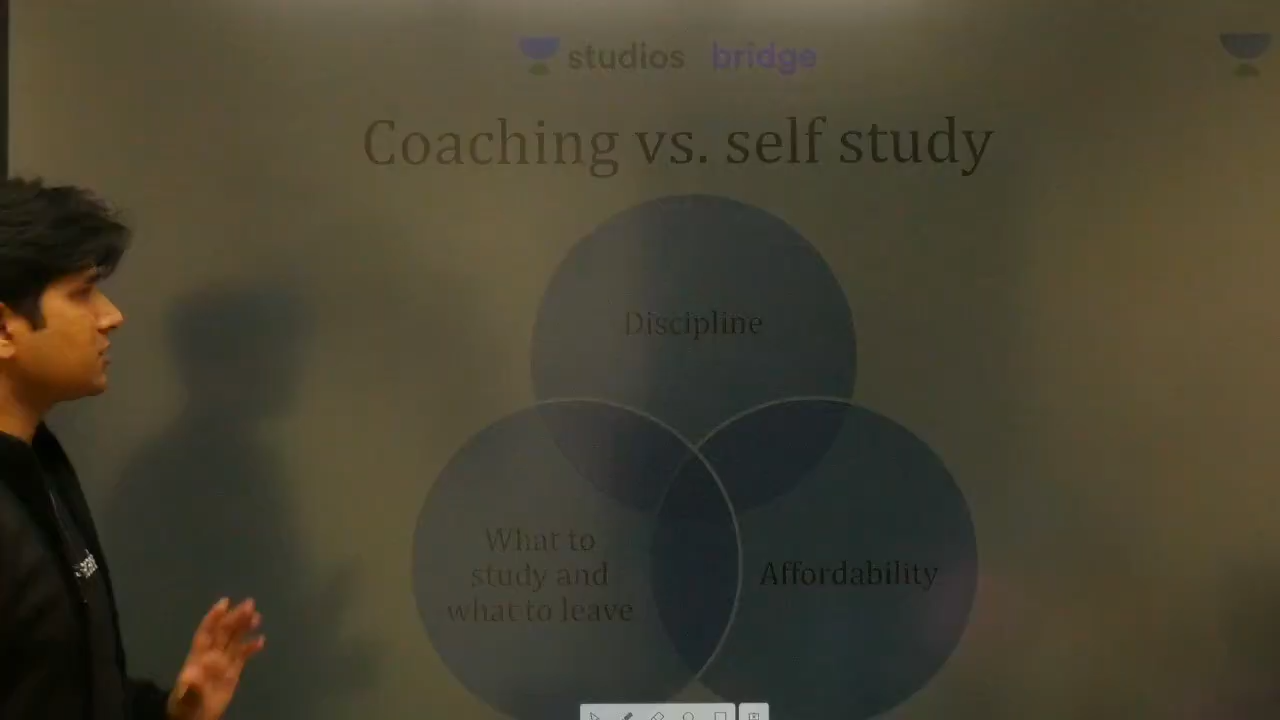 studios bridge
Coaching vs. self study
Discipline
What to
study and
what to leave
Affordability